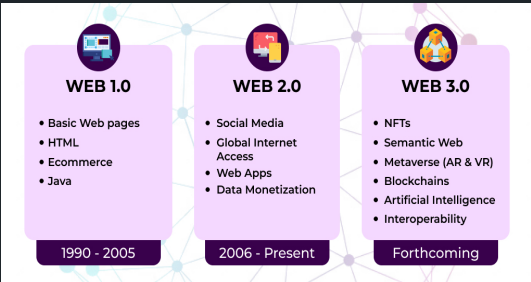 WEB 1.0
• Basic Web pages
• HTML
• Ecommerce
• Java
1990 - 2005
WEB 2.0
• Social Media
• Global Internet
Access
• Web Apps
• Data Monetization
2006 - Present
WEB 3.0
• NFTs
• Semantic Web
• Metaverse (AR & VR)
• Blockchains
• Artificial Intelligence
• Interoperability
Forthcoming